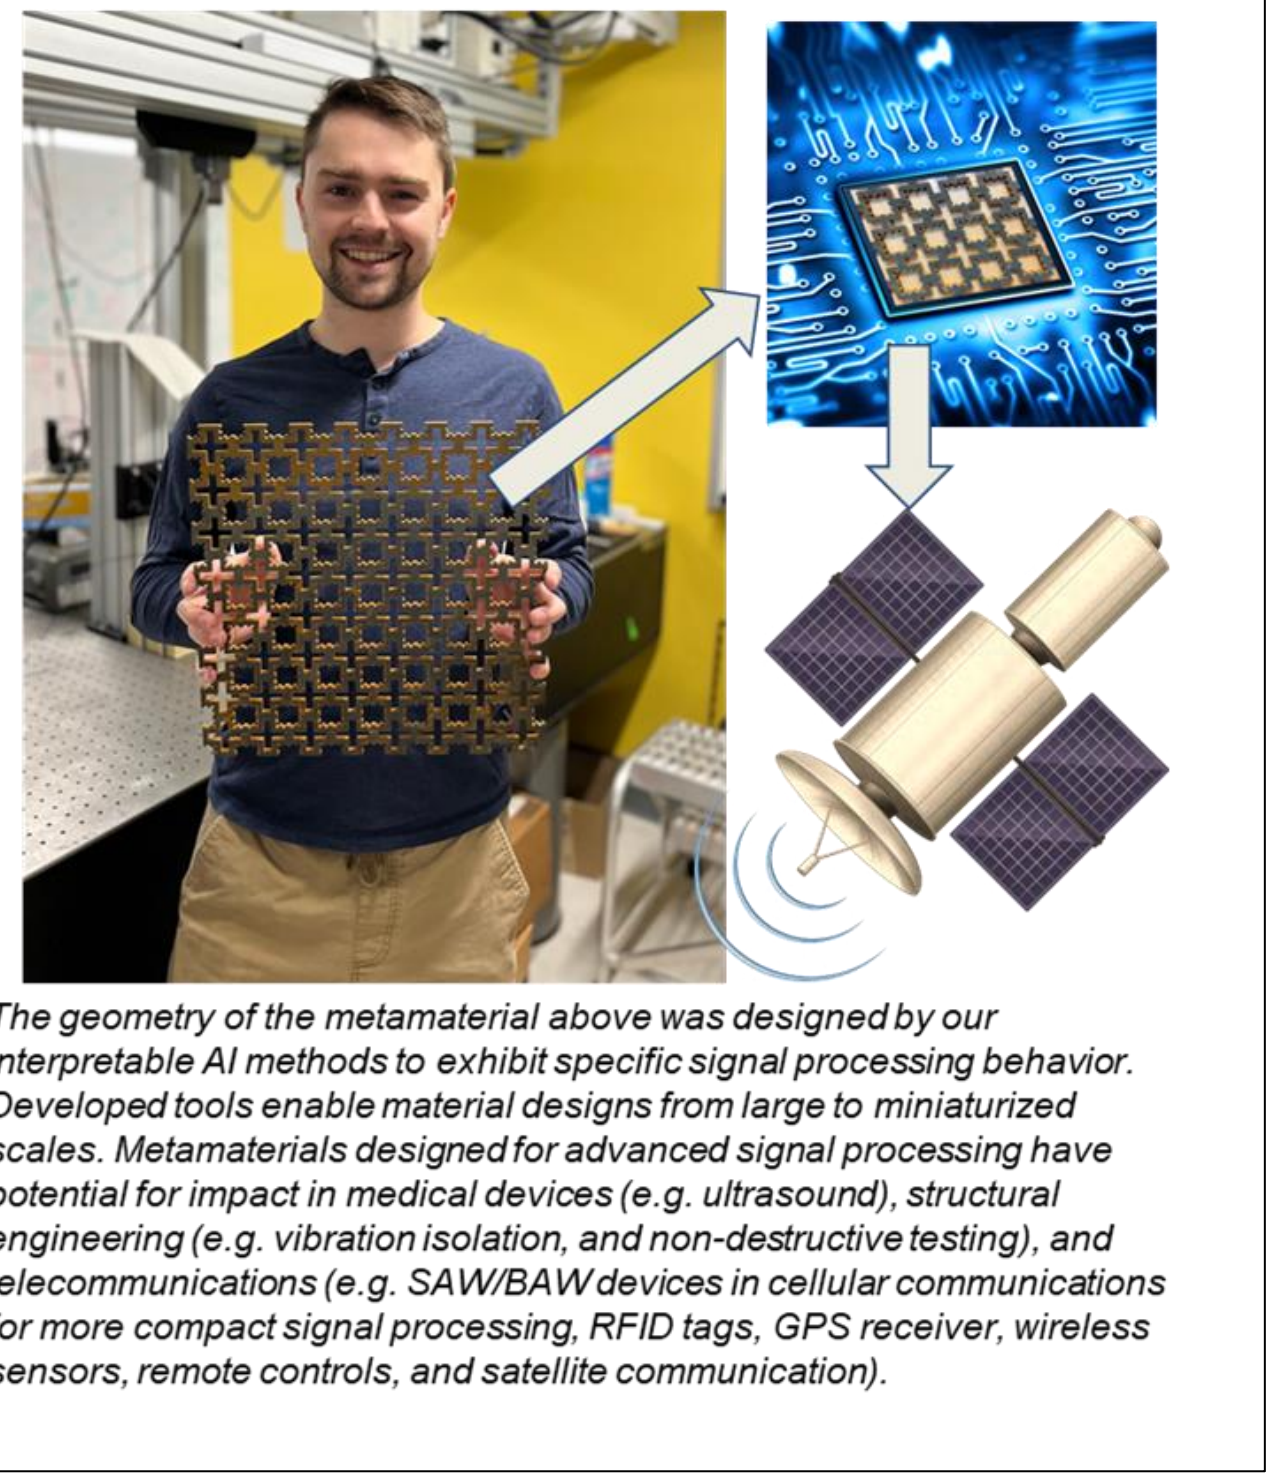 The geometry of the metamaterial above was designed by our
interpretable AI methods to exhibit specific signal processing behavior.
Developed tools enable material designs from large to miniaturized
scales. Metamaterials designed for advanced signal processing have
potential for impact in medical devices (e.g. ultrasound), structural
engineering (e.g. vibration isolation, and non-destructive testing), and
telecommunications (e.g. SAW/BAW devices in cellular communications
for more compact signal processing, RFID tags, GPS receiver, wireless
sensors, remote controls, and satellite communication).